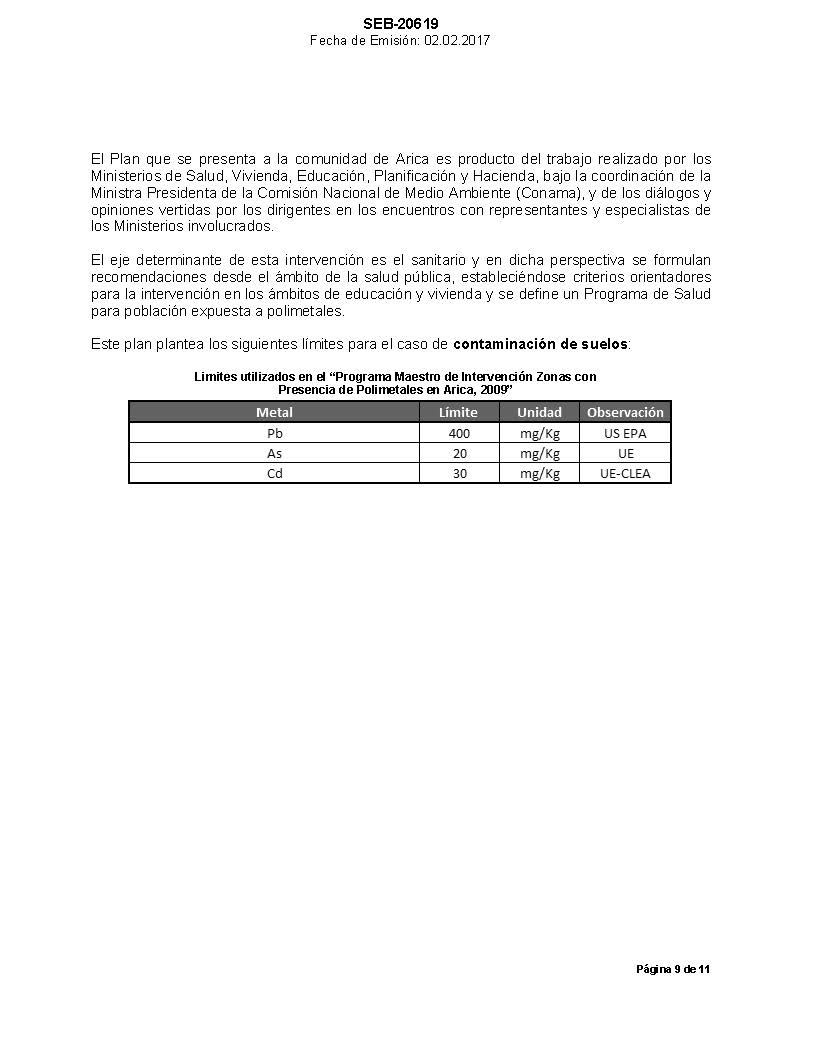 SEB-20619
Fecha de Emisión: 02.02.2017
El Plan que se presenta a la comunidad de Arica es producto del trabajo realizado por los
Ministerios de Salud, Vivienda, Educación, Planificación y Hacienda, bajo la coordinación de la
Ministra Presidenta de la Comisión Nacional de Medio Ambiente (Conama), y de los diálogos y
opiniones vertidas por los dirigentes en los encuentros con representantes y especialistas de
los Ministerios involucrados.
El eje determinante de esta intervención es el sanitario y en dicha perspectiva se formulan
recomendaciones desde el ámbito de la salud pública, estableciéndose criterios orientadores
para la intervención en los ámbitos de educación y vivienda y se define un Programa de Salud
para población expuesta a polimetales.
Este plan plantea los siguientes límites para el caso de contaminación de suelos:
Limites utilizados en el “Programa Maestro de Intervención Zonas con
Presencia de Polimetales en Arica, 2009”
Metal Límite Unidad Observación
Pb 400 mg/Kg US EPA
As 20 mg/Kg UE
Cd 30 mg/Kg UE-CLEA
Página 9 de 11